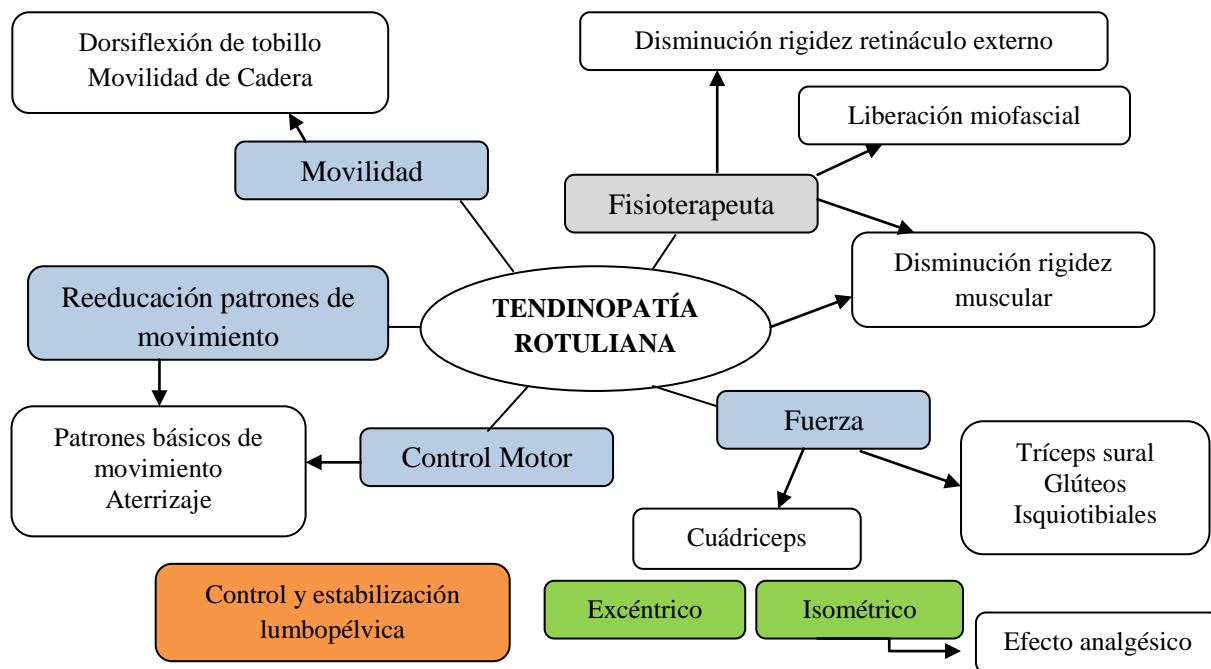 Dorsiflexión de tobillo
Movilidad de Cadera
Disminución rigidez retináculo externo
Liberación miofascial
Movilidad
Fisioterapeuta
Disminución rigidez
muscular
Reeducación patrones de
movimiento
TENDINOPATÍA
ROTULIANA
Patrones básicos de
movimiento
Aterrizaje
Control Motor
Fuerza
Tríceps sural
Glúteos
Isquiotibiales
Cuádriceps
Control y estabilización
lumbopélvica
Excéntrico
Isométrico
Efecto analgésico